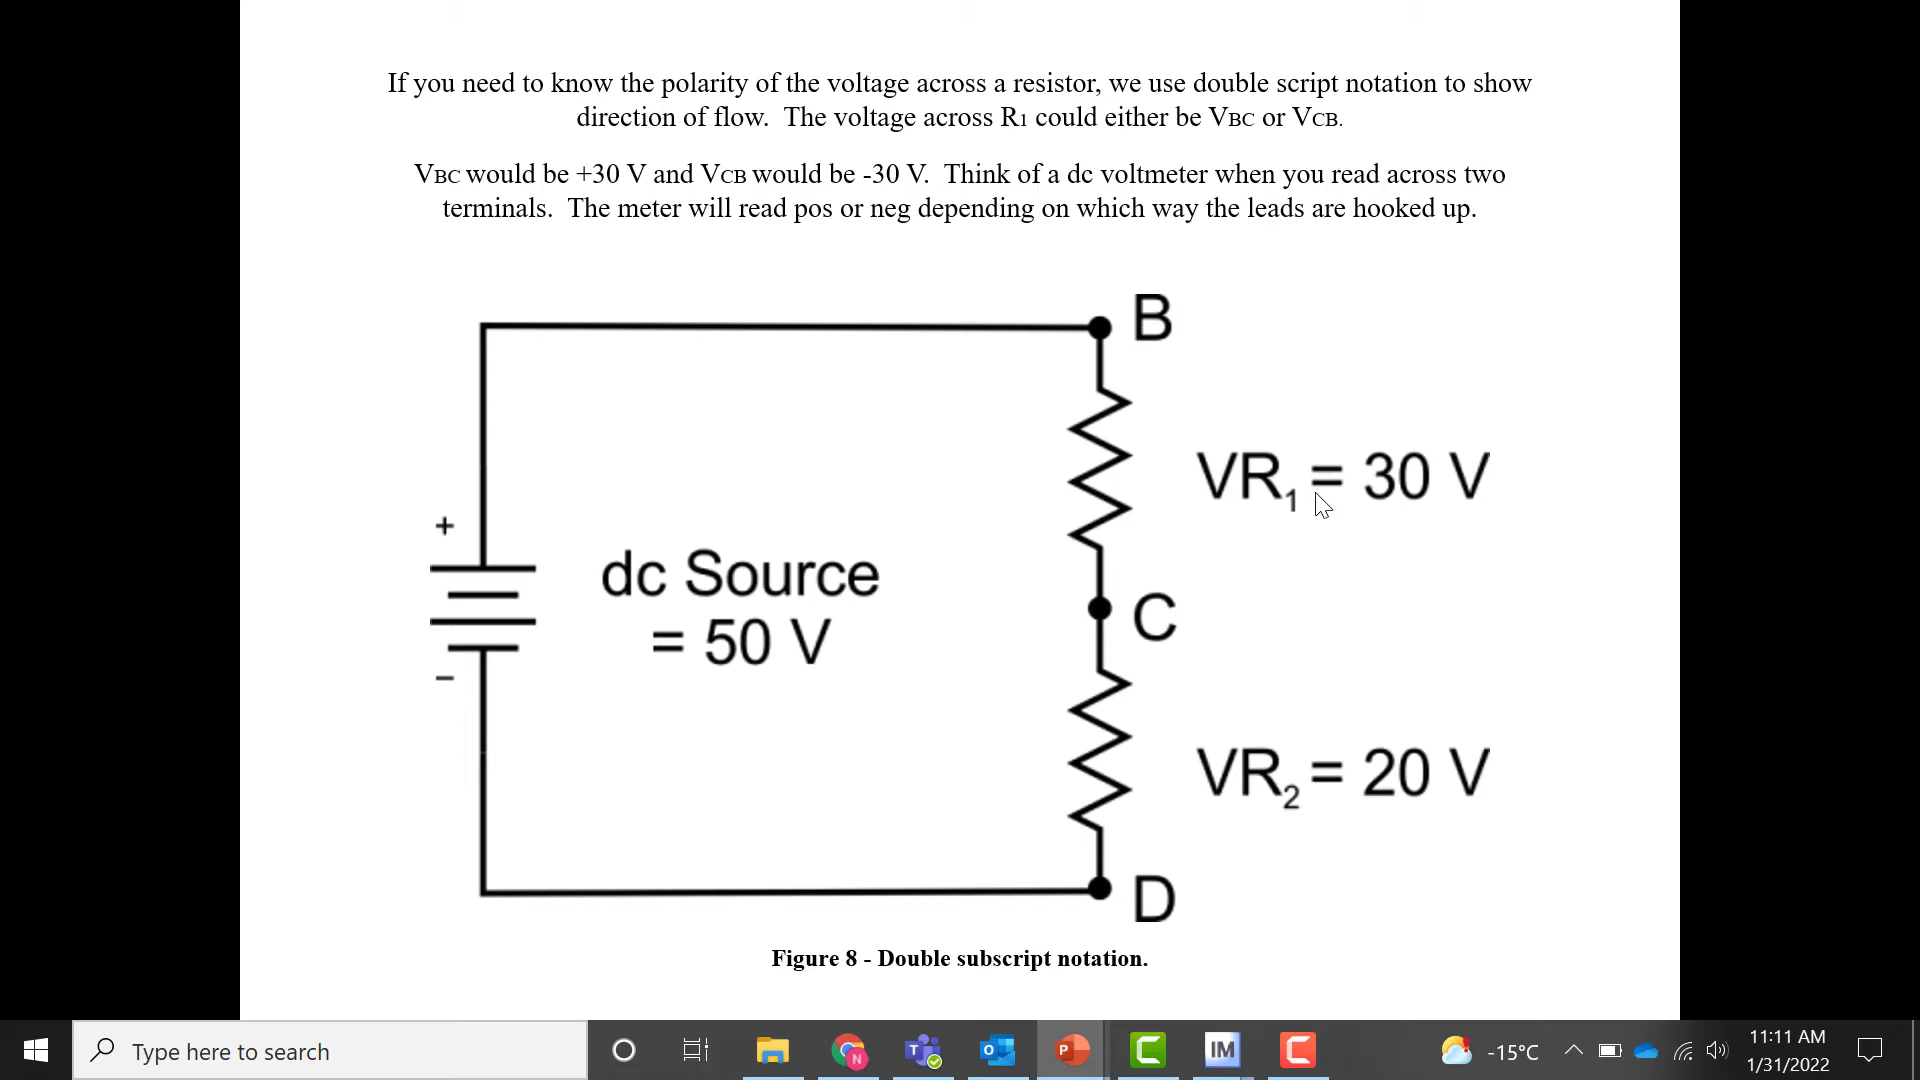 If you need to know the polarity of the voltage across a resistor, we use double script notation to show
direction of flow.  The voltage across R1 could either be VBC or VCB.
VBC would be +30 V and VCB would be -30 V.  Think of a dc voltmeter when you read across two
terminals.  The meter will read pos or neg depending on which way the leads are hooked up.
B
VR1 = 30 V
+
dc Source
= 50 V
C
–
VR2 = 20 V
D
Figure 8 - Double subscript notation.
Type here to search
N
T
O
P
IM
-15°C
11:11 AM
1/31/2022